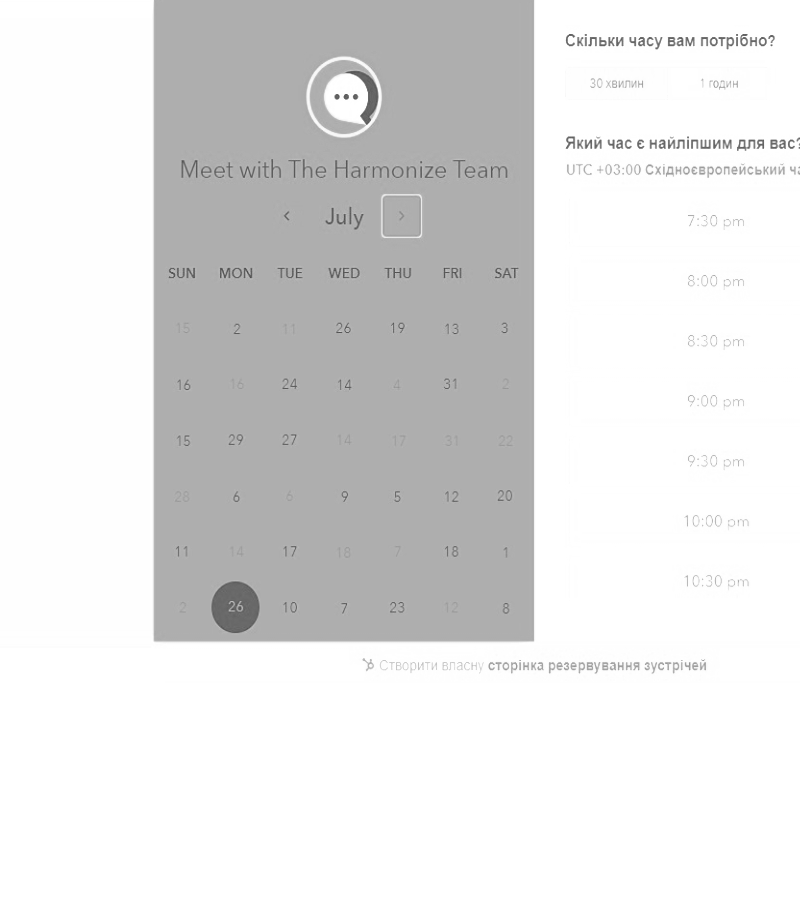 Meet with The Harmonize Team
July
SUN MON TUE WED THU FRI SAT
15 2 11 26 19 13 3
16 16 24 14 4 31 2
15 29 27 14 17 31 22
28 6 6 9 5 12 20
11 14 17 18 7 18 1
2 26 10 7 23 12 8
Скільки часу вам потрібно?
30 хвилин 1 годин
Який час є найліпшим для вас?
UTC +03:00 Східноєвропейський ча
7:30 pm
8:00 pm
8:30 pm
9:00 pm
9:30 pm
10:00 pm
10:30 pm
Створити власну сторінка резервування зустрічей